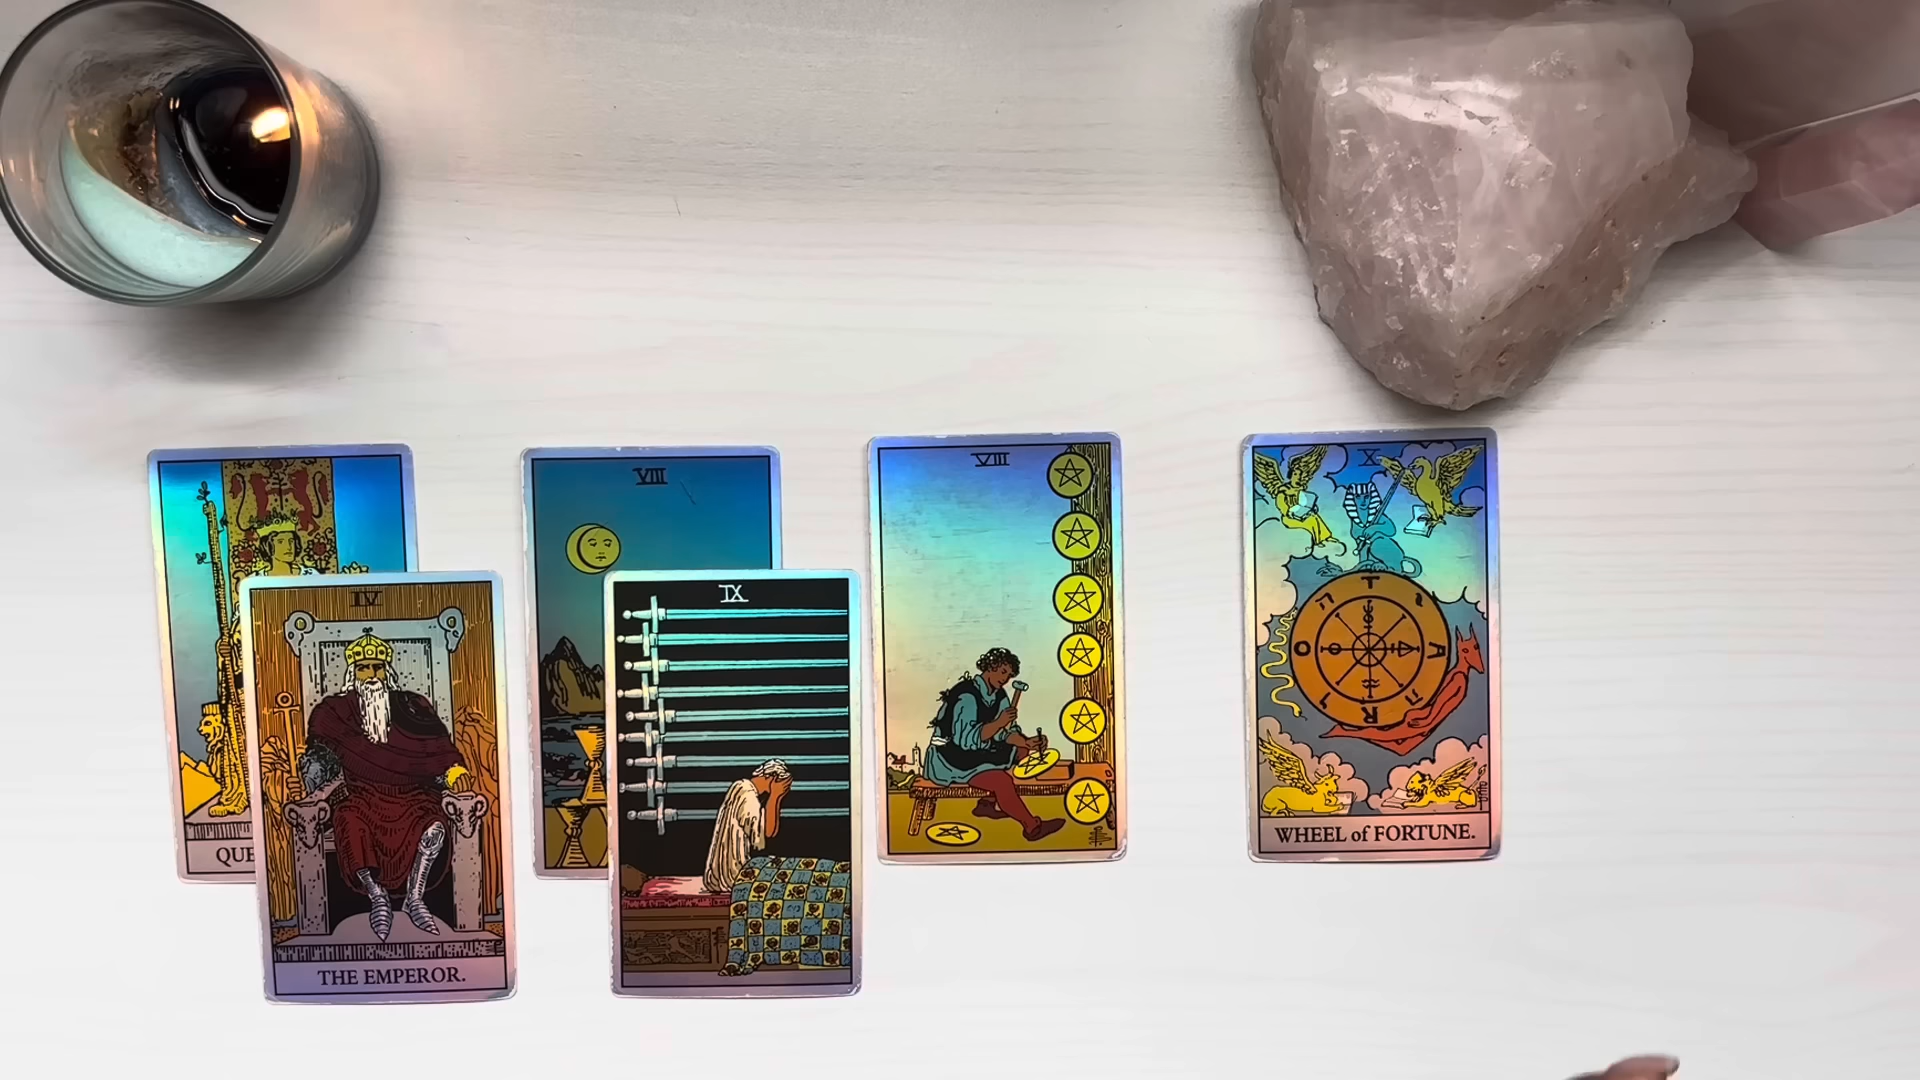 VIII
VIII
X
IX
IV
QUE
WHEEL of FORTUNE.
THE EMPEROR.